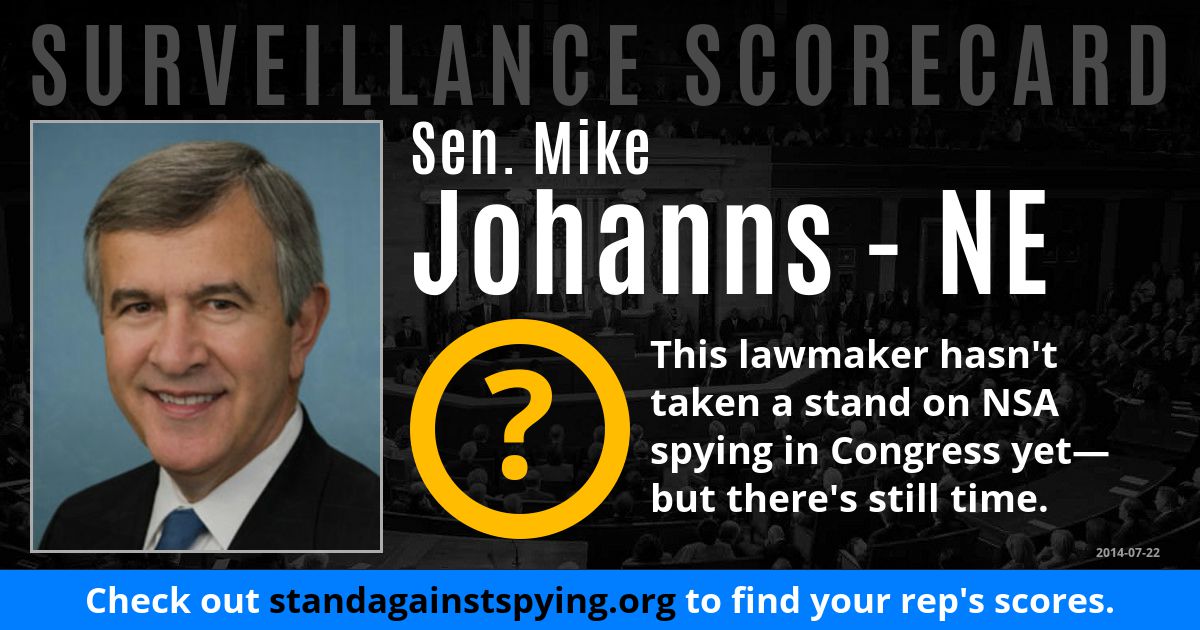 SURVEILLANCE SCORECARD
Sen. Mike
Johanns - NE
?
This lawmaker hasn't
taken a stand on NSA
spying in Congress yet—
but there's still time.
2014-07-22
Check out standagainstspying.org to find your rep's scores.